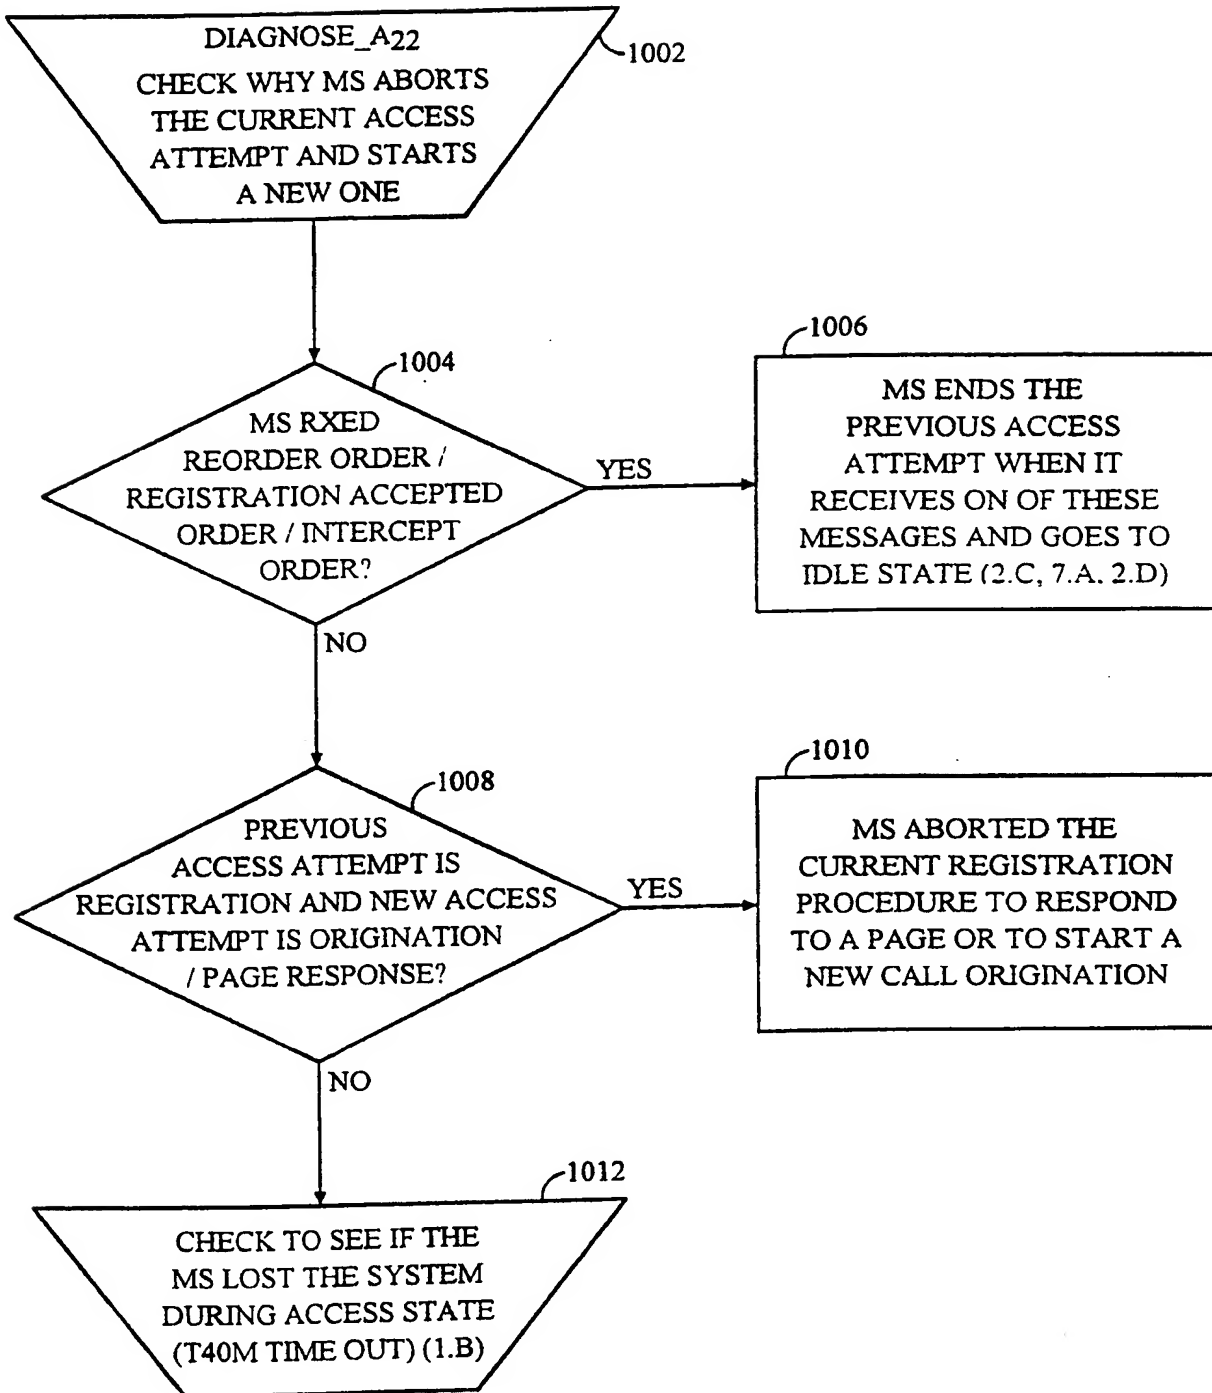 DIAGNOSE_A22
CHECK WHY MS ABORTS
THE CURRENT ACCESS
ATTEMPT AND STARTS
A NEW ONE
1002
1004
MS RXED
REORDER ORDER /
REGISTRATION ACCEPTED
ORDER / INTERCEPT
ORDER?
YES
NO
1006
MS ENDS THE
PREVIOUS ACCESS
ATTEMPT WHEN IT
RECEIVES ON OF THESE
MESSAGES AND GOES TO
IDLE STATE (2.C, 7.A. 2.D)
1008
PREVIOUS
ACCESS ATTEMPT IS
REGISTRATION AND NEW ACCESS
ATTEMPT IS ORIGINATION
/ PAGE RESPONSE?
YES
NO
1010
MS ABORTED THE
CURRENT REGISTRATION
PROCEDURE TO RESPOND
TO A PAGE OR TO START A
NEW CALL ORIGINATION
1012
CHECK TO SEE IF THE
MS LOST THE SYSTEM
DURING ACCESS STATE
(T40M TIME OUT) (1.B)